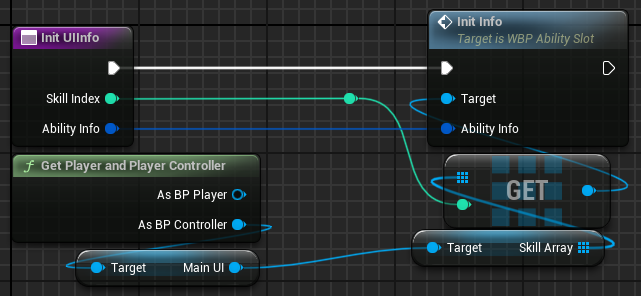 Init UIInfo
Skill Index
Ability Info
Init Info
Target is WBP Ability Slot
Target
Ability Info
Get Player and Player Controller
As BP Player
As BP Controller
GET
Target Main UI
Target Skill Array